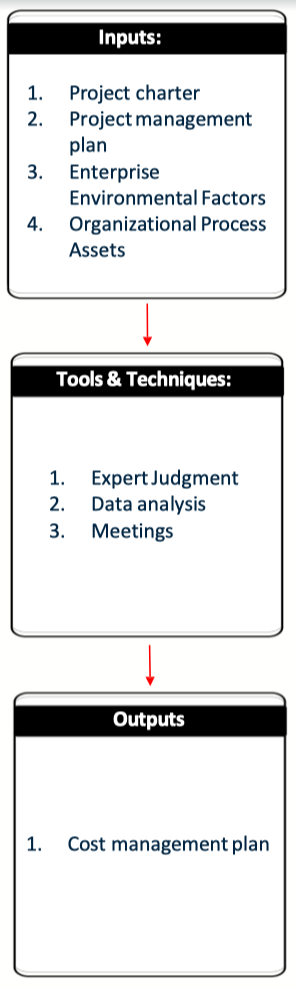 Inputs:
1. Project charter
2. Project management
plan
3. Enterprise
Environmental Factors
4. Organizational Process
Assets
Tools & Techniques:
1. Expert Judgment
2. Data analysis
3. Meetings
Outputs
1. Cost management plan